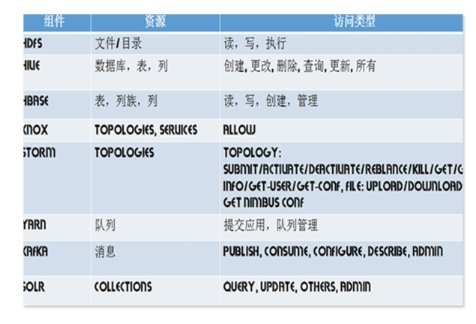 组件 资源 访问类型
HDFS 文件/目录 读，写，执行
HIVE 数据库，表，列 创建, 更改, 删除, 查询, 更新, 所有
HBASE 表，列族，列 读，写，创建，管理
KNOX TOPOLOGIES, SERVICES ALLOW
STORM TOPOLOGIES TOPOLOGY:
SUBMIT/ACTIVATE/DEACTIVATE/REBLANCE/KILL/GET/G
INFO/GET-USER/GET-CONF, FILE: UPLOAD/DOWNLOAD
GET NIMBUS CONF
YARN 队列 提交应用，队列管理
KAFKA 消息 PUBLISH, CONSUME, CONFIGURE, DESCRIBE, ADMIN
SOLR COLLECTIONS QUERY, UPDATE, OTHERS, ADMIN